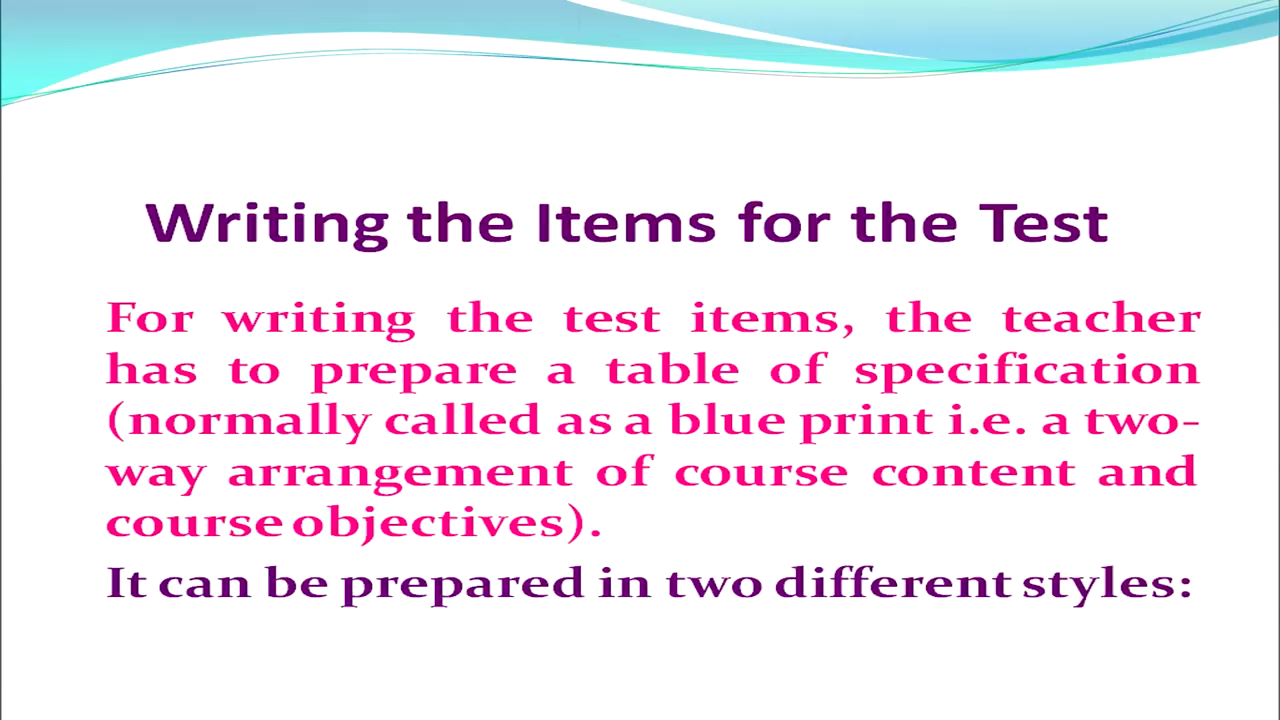 Writing the Items for the Test
For writing the test items, the teacher
has to prepare a table of specification
(normally called as a blue print i.e. a two-
way arrangement of course content and
course objectives).
It can be prepared in two different styles: